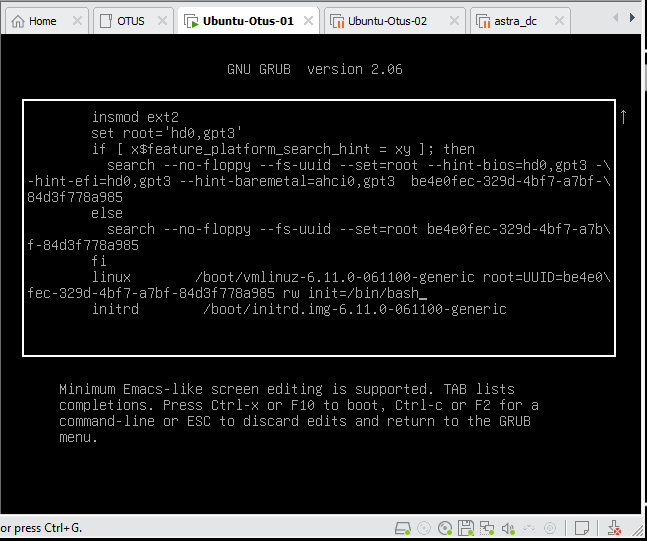 Home OTUS Ubuntu-Otus-01 Ubuntu-Otus-02 astra_dc
GNU GRUB version 2.06
insmod ext2
set root='hd0,gpt3'
if [ x$feature_platform_search_hint = xy ]; then
search --no-floppy --fs-uuid --set=root --hint-bios=hd0,gpt3 -\
-hint-efi=hd0,gpt3 --hint-baremetal=ahci0,gpt3 be4e0fec-329d-4bf7-a7bf-\
84d3f778a985
else
search --no-floppy --fs-uuid --set=root be4e0fec-329d-4bf7-a7b\
f-84d3f778a985
fi
linux /boot/vmlinuz-6.11.0-061100-generic root=UUID=be4e0\
fec-329d-4bf7-a7bf-84d3f778a985 rw init=/bin/bash_
initrd /boot/initrd.img-6.11.0-061100-generic
Minimum Emacs-like screen editing is supported. TAB lists
completions. Press Ctrl-x or F10 to boot, Ctrl-c or F2 for a
command-line or ESC to discard edits and return to the GRUB
menu.
or press Ctrl+G.